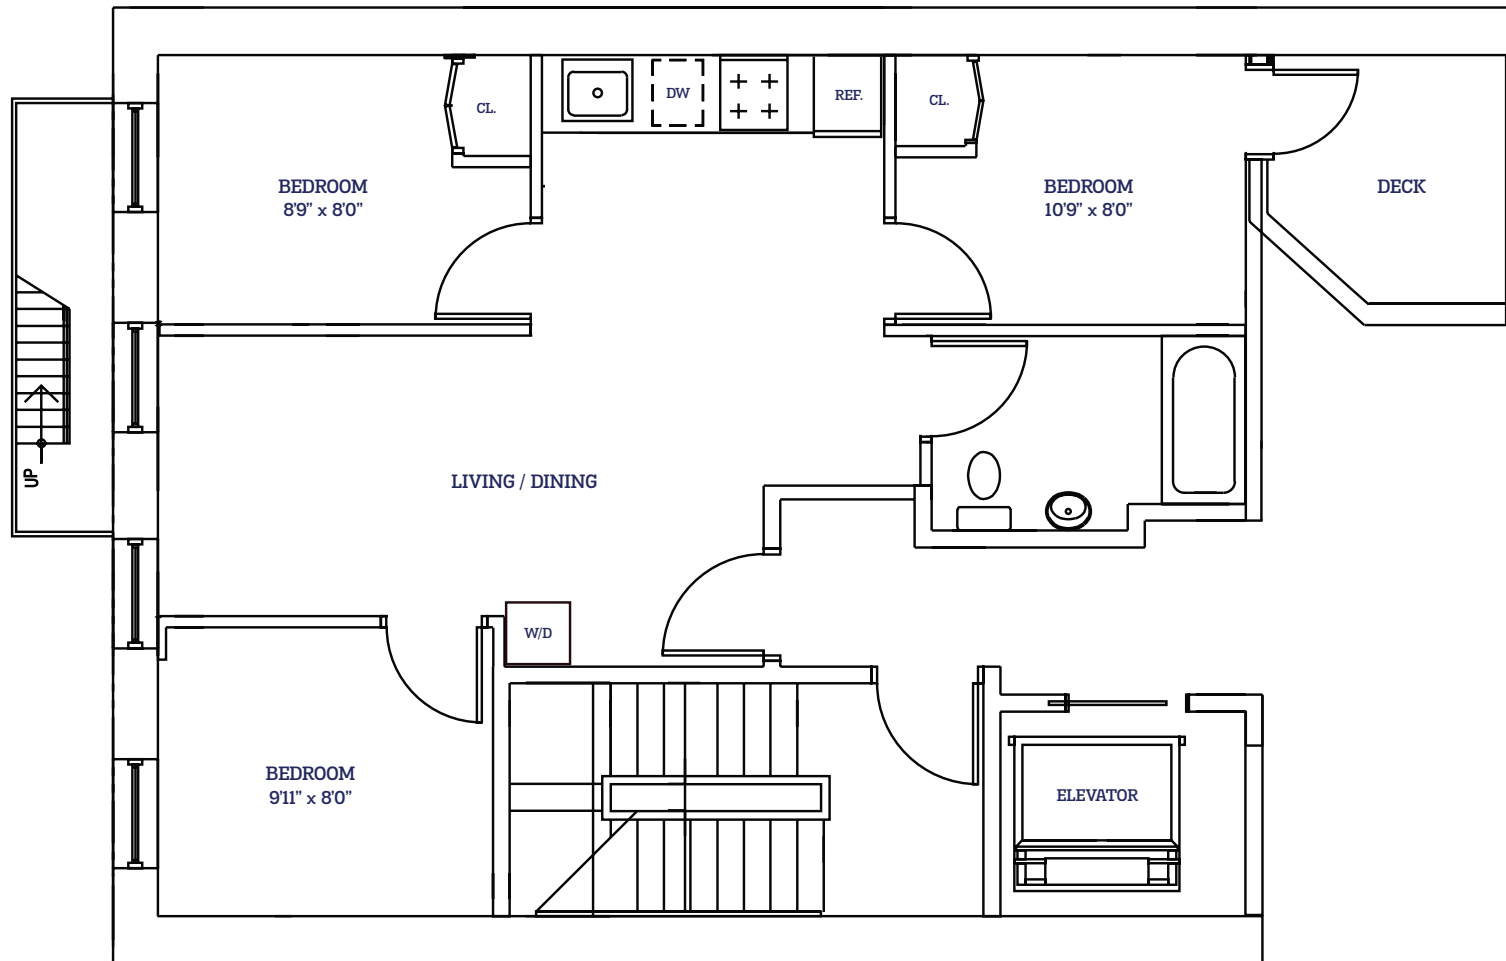 CL.
DW
REF.
CL.
BEDROOM
8'9” x 8'0”
BEDROOM
10'9” x 8'0”
DECK
UP
LIVING / DINING
W/D
BEDROOM
9'11” x 8'0”
ELEVATOR